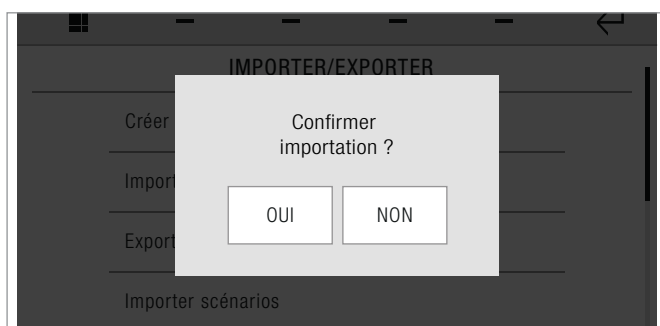 IMPORTER/EXPORTER
Créer
Confirmer
importation ?
Import
OUI
NON
Export
Importer scénarios